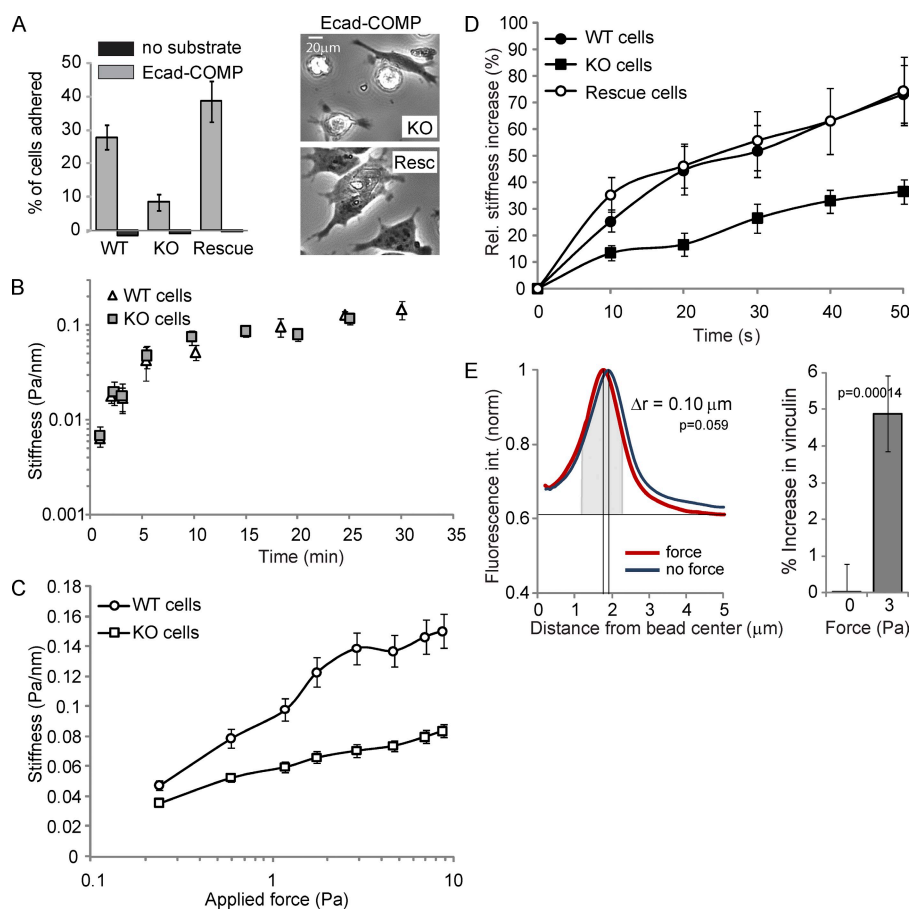 A
no substrate
Ecad-COMP
50
40
30
20
10
0
% of cells adhered
WT
KO
Rescue
Ecad-COMP
20μm
KO
Resc
B
WT cells
KO cells
0.1
0.01
0.001
Stiffness (Pa/nm)
0
5
10
15
20
25
30
35
Time (min)
C
WT cells
KO cells
0.18
0.16
0.14
0.12
0.1
0.08
0.06
0.04
0.02
0
Stiffness (Pa/nm)
0.1
1
10
Applied force (Pa)
D
WT cells
KO cells
Rescue cells
100
90
80
70
60
50
40
30
20
10
0
Rel. stiffness increase (%)
0
10
20
30
40
50
Time (s)
E
1
0.8
0.6
0.4
Fluorescence int. (norm)
Δr = 0.10 μm
p=0.059
force
no force
0
1
2
3
4
5
Distance from bead center (μm)
6
5
4
3
2
1
0
% Increase in vinculin
p=0.00014
0
3
Force (Pa)